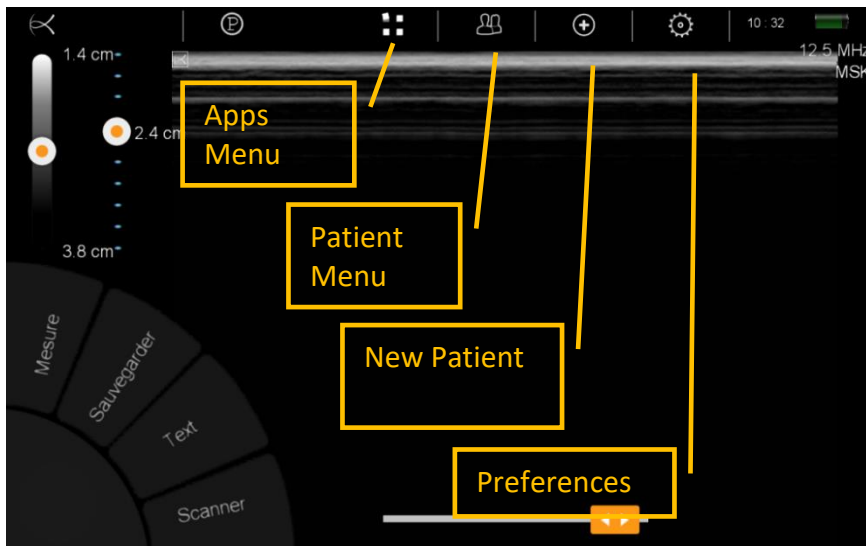 P
10 : 32
12.5 MHz
MSK
1.4 cm
2.4 cm
3.8 cm
Apps
Menu
Patient
Menu
New Patient
Preferences
Mesure
Sauvegarder
Text
Scanner